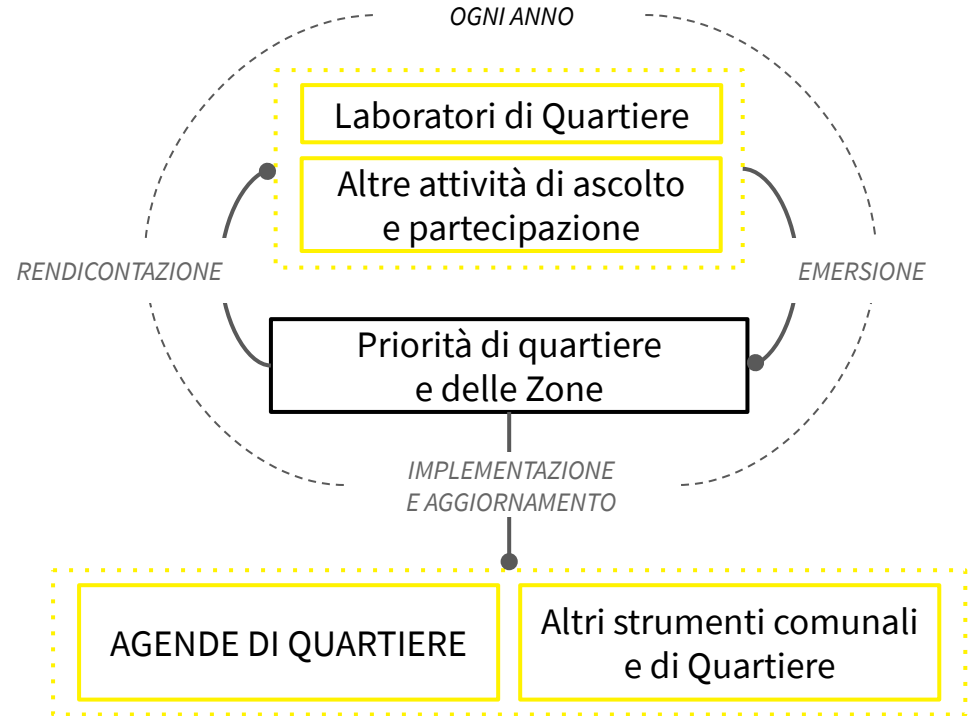 OGNI ANNO
Laboratori di Quartiere
Altre attività di ascolto
e partecipazione
RENDICONTAZIONE
EMERSIONE
Priorità di quartiere
e delle Zone
IMPLEMENTAZIONE
E AGGIORNAMENTO
AGENDE DI QUARTIERE
Altri strumenti comunali
e di Quartiere